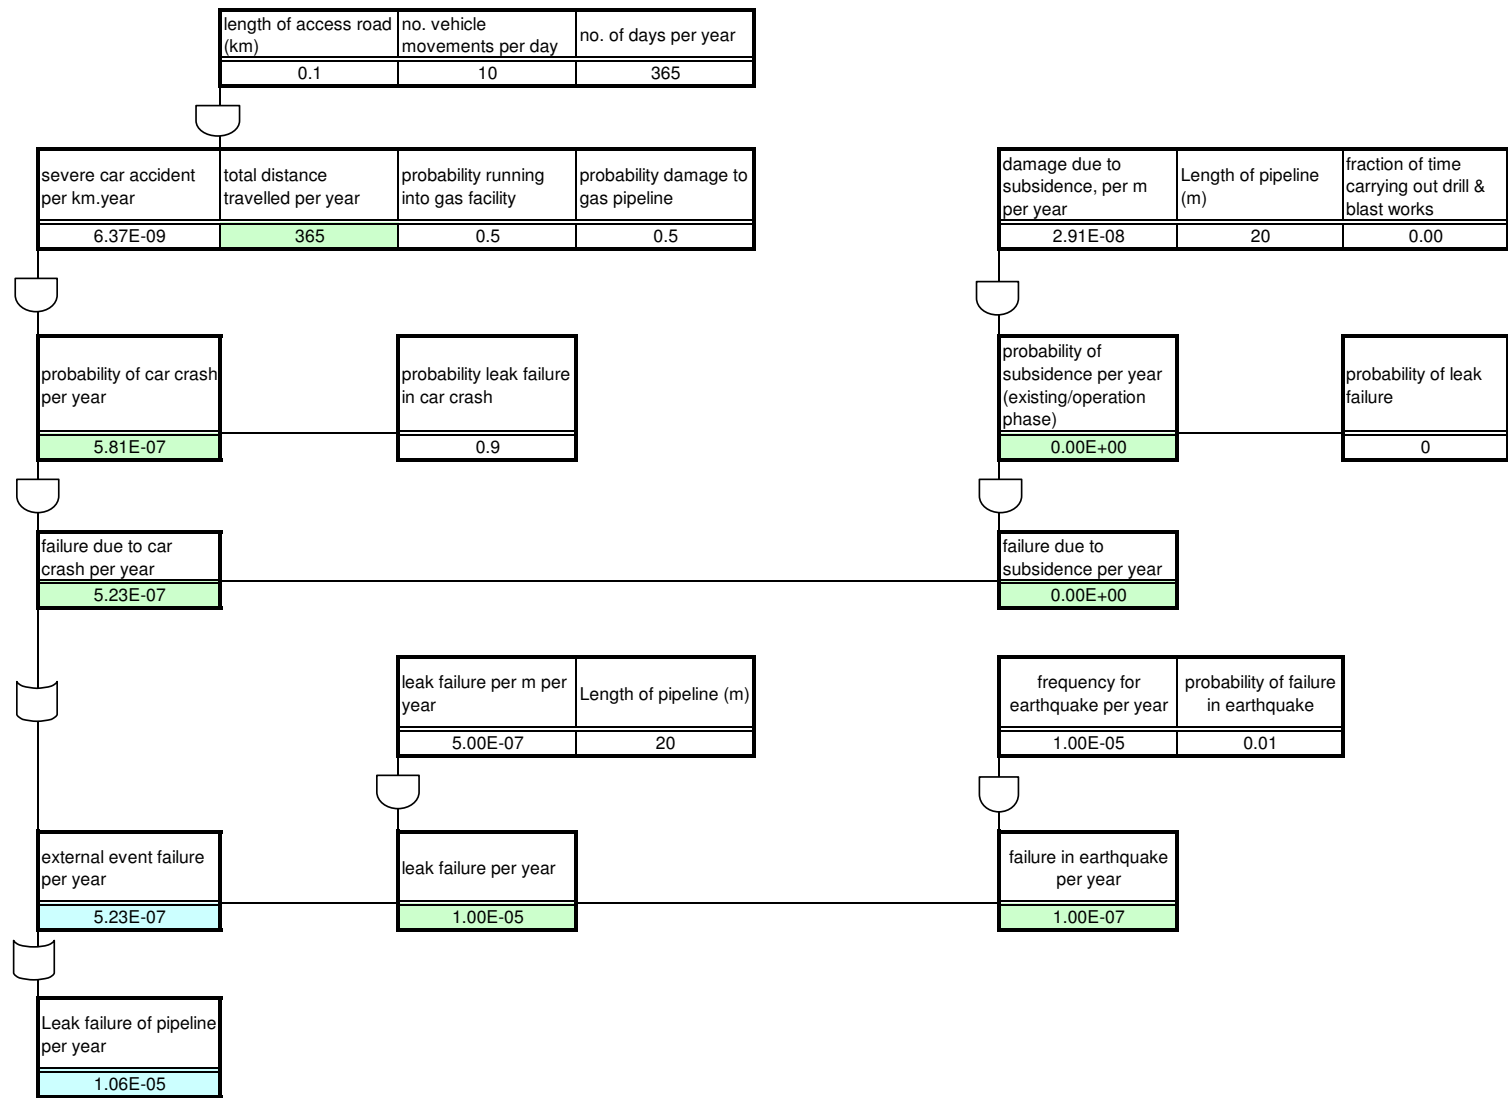 length of access road
(km)
no. vehicle
movements per day
no. of days per year
0.1
10
365
severe car accident
per km.year
total distance
travelled per year
probability running
into gas facility
probability damage to
gas pipeline
6.37E-09
365
0.5
0.5
damage due to
subsidence, per m
per year
Length of pipeline
(m)
fraction of time
carrying out drill &
blast works
2.91E-08
20
0.00
probability of car crash
per year
5.81E-07
probability leak failure
in car crash
0.9
probability of
subsidence per year
(existing/operation
phase)
0.00E+00
probability of leak
failure
0
failure due to car
crash per year
5.23E-07
failure due to
subsidence per year
0.00E+00
leak failure per m per
year
Length of pipeline (m)
5.00E-07
20
frequency for
earthquake per year
probability of failure
in earthquake
1.00E-05
0.01
external event failure
per year
5.23E-07
leak failure per year
1.00E-05
failure in earthquake
per year
1.00E-07
Leak failure of pipeline
per year
1.06E-05